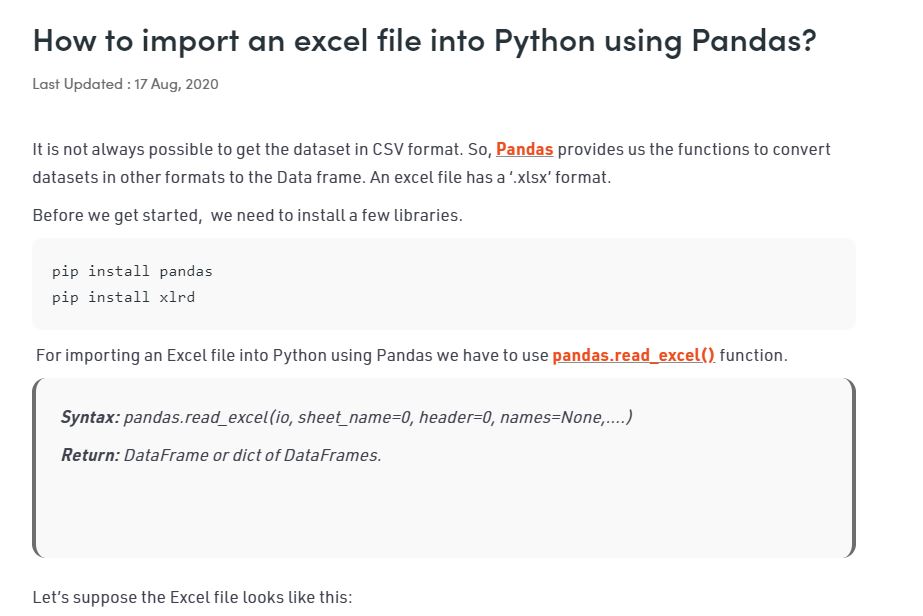 How to import an excel file into Python using Pandas?
Last Updated : 17 Aug, 2020
It is not always possible to get the dataset in CSV format. So, Pandas provides us the functions to convert
datasets in other formats to the Data frame. An excel file has a ‘.xlsx’ format.
Before we get started,  we need to install a few libraries.
pip install pandas
pip install xlrd
For importing an Excel file into Python using Pandas we have to use pandas.read_excel() function.
Syntax: pandas.read_excel(io, sheet_name=0, header=0, names=None,....)
Return: DataFrame or dict of DataFrames.
Let’s suppose the Excel file looks like this: